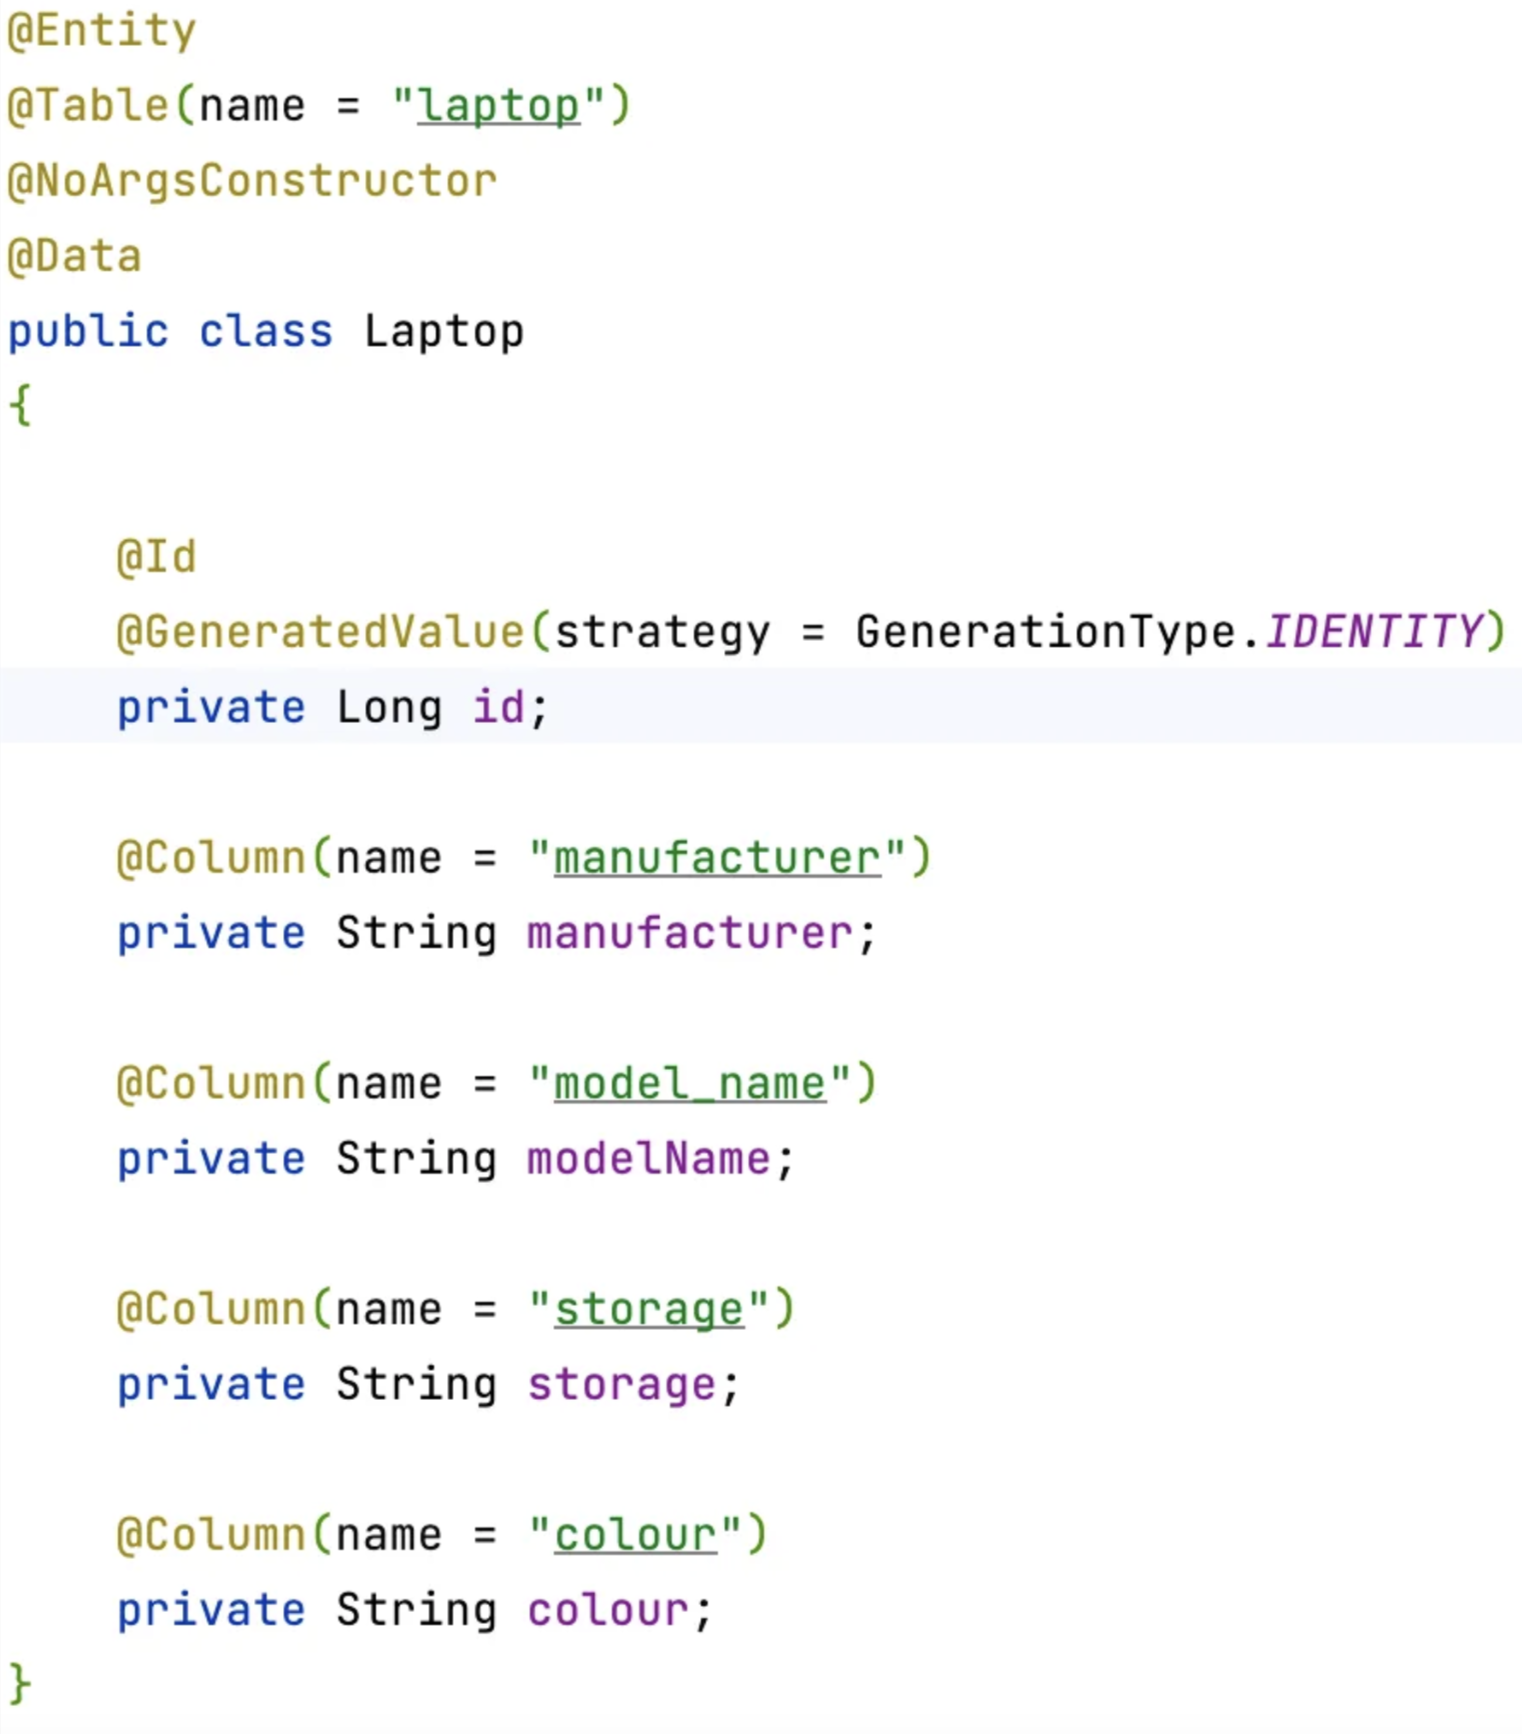 @Entity
@Table(name = "laptop")
@NoArgsConstructor
@Data
public class Laptop
{
    @Id
    @GeneratedValue(strategy = GenerationType.IDENTITY)
    private Long id;
    @Column(name = "manufacturer")
    private String manufacturer;
    @Column(name = "model_name")
    private String modelName;
    @Column(name = "storage")
    private String storage;
    @Column(name = "colour")
    private String colour;
}